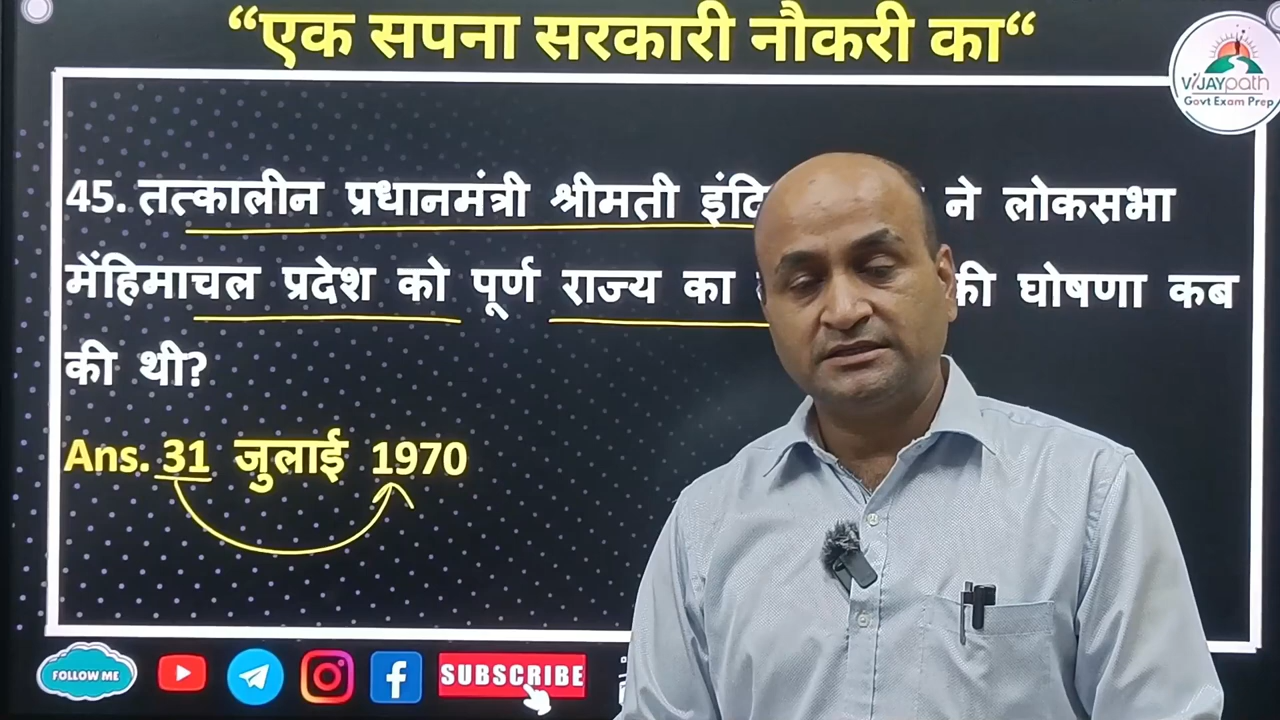 “एक सपना सरकारी नौकरी का“
VIJAYpath
Govt Exam Prep
45. तत्कालीन प्रधानमंत्री श्रीमती ने लोकसभा
मेंहिमाचल प्रदेश को पूर्ण राज्य का की घोषणा कब
की थी?
Ans. 31 जुलाई 1970
FOLLOW ME
SUBSCRIBE